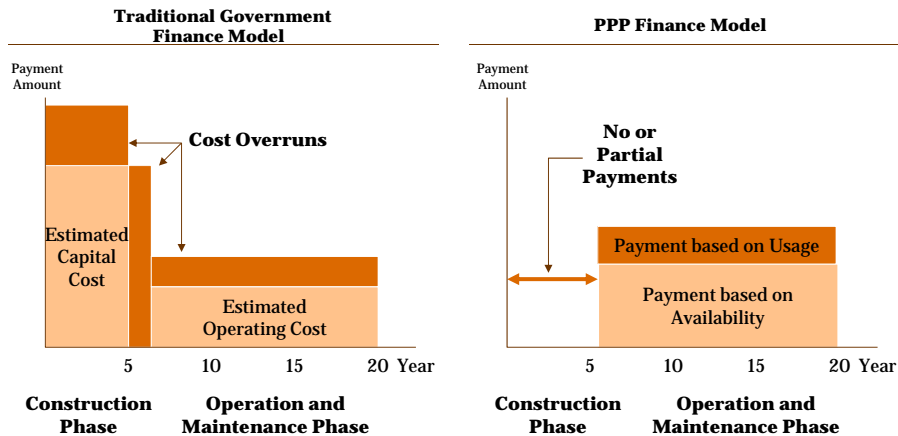 Traditional Government
Finance Model
Payment
Amount
Cost Overruns
Estimated
Capital
Cost
Estimated
Operating Cost
5 10 15 20 Year
Construction
Phase
Operation and
Maintenance Phase
PPP Finance Model
Payment
Amount
No or
Partial
Payments
Payment based on Usage
Payment based on
Availability
5 10 15 20 Year
Construction
Phase
Operation and
Maintenance Phase